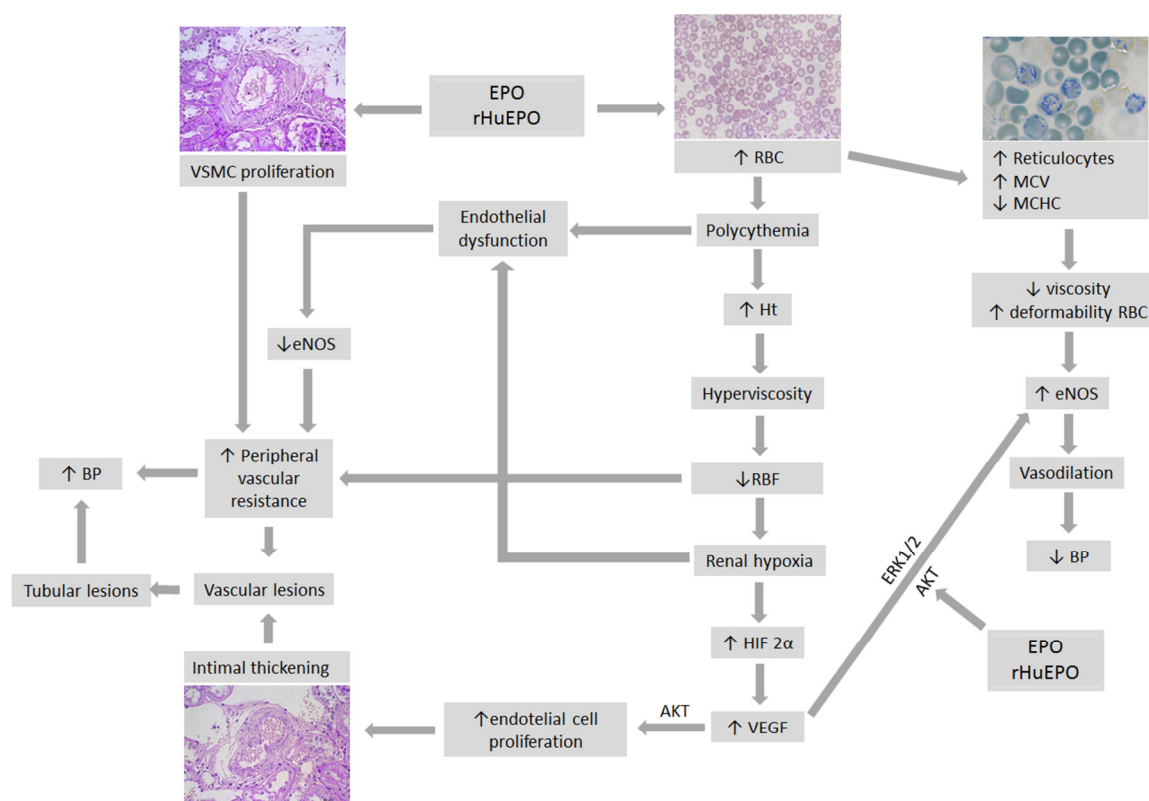 EPO
rHuEPO
VSMC proliferation
↑ RBC
↑ Reticulocytes
↑ MCV
↓ MCHC
Endothelial
dysfunction
Polycythemia
↓ viscosity
↑ deformability RBC
↑ Ht
↓eNOS
Hyperviscosity
↑ eNOS
↑ BP
↑ Peripheral
vascular
resistance
↓RBF
Vasodilation
Renal hypoxia
↓ BP
ERK1/2
AKT
Tubular lesions
Vascular lesions
↑ HIF 2α
EPO
rHuEPO
Intimal thickening
↑endotelial cell
proliferation
AKT
↑ VEGF